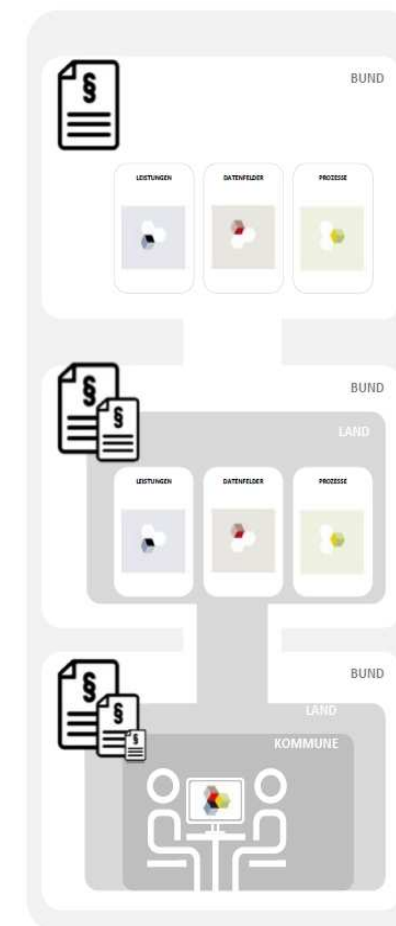 §
BUND
LEISTUNGEN DATENFELDER PROZESSE
§
§
BUND
LAND
LEISTUNGEN DATENFELDER PROZESSE
§
§
§
BUND
LAND
KOMMUNE